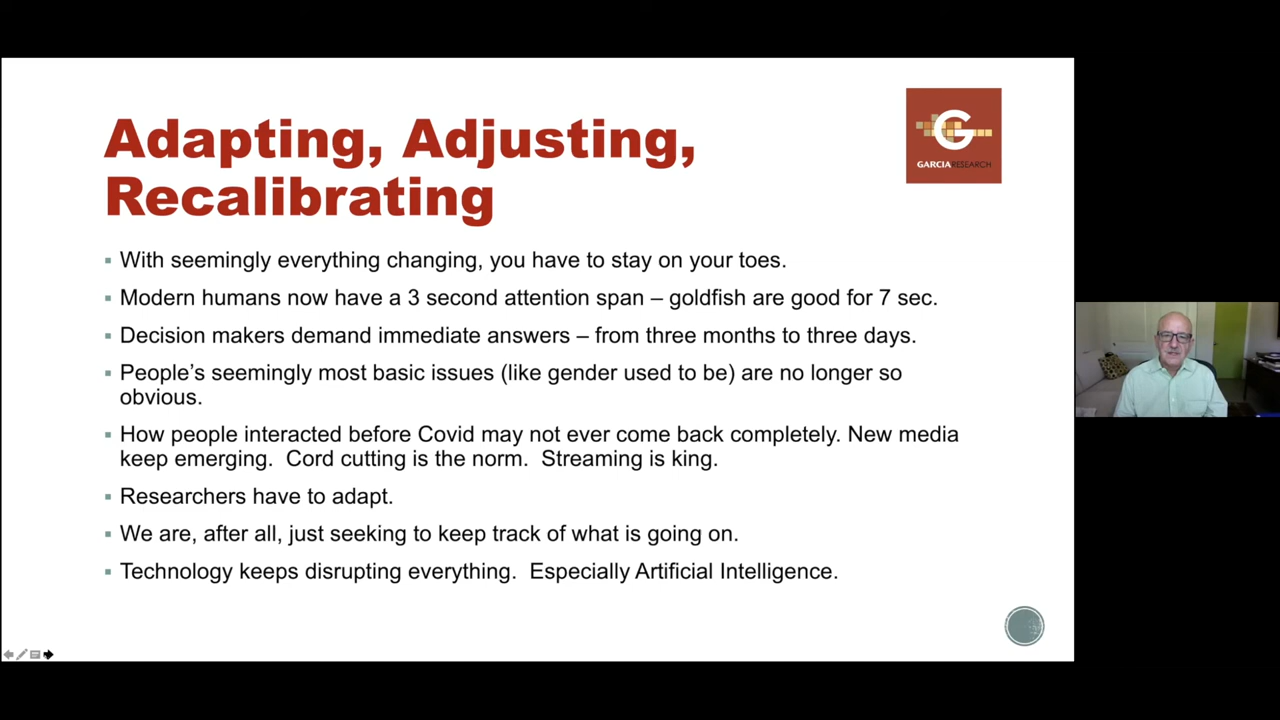 Adapting, Adjusting,
Recalibrating
G
GARCIARESEARCH
▪ With seemingly everything changing, you have to stay on your toes.
▪ Modern humans now have a 3 second attention span – goldfish are good for 7 sec.
▪ Decision makers demand immediate answers – from three months to three days.
▪ People’s seemingly most basic issues (like gender used to be) are no longer so
obvious.
▪ How people interacted before Covid may not ever come back completely. New media
keep emerging.  Cord cutting is the norm.  Streaming is king.
▪ Researchers have to adapt.
▪ We are, after all, just seeking to keep track of what is going on.
▪ Technology keeps disrupting everything.  Especially Artificial Intelligence.